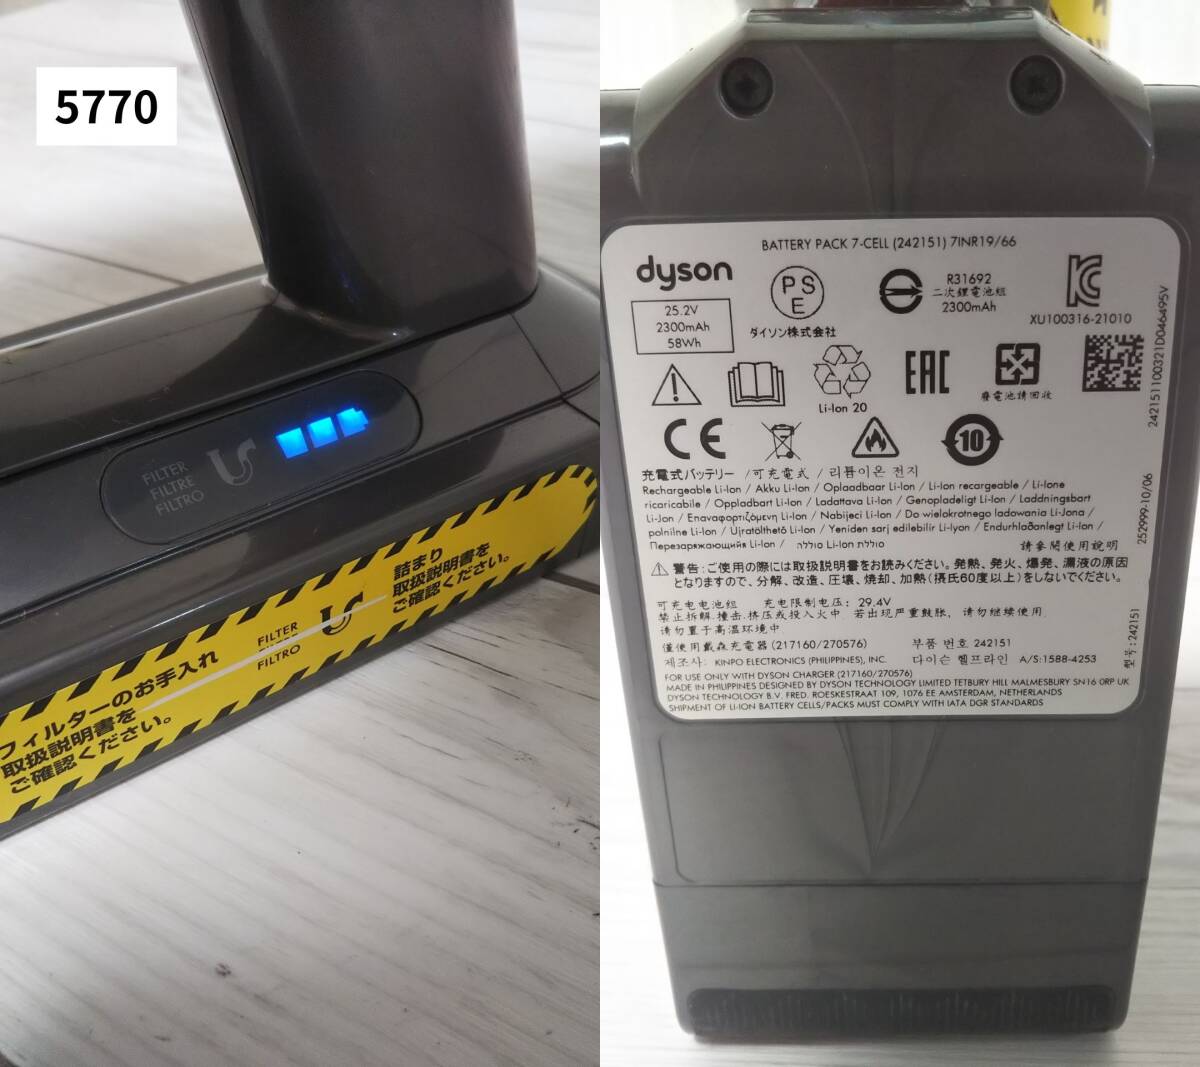 5770
FILTER
FILTRE
FILTRO
詰まり
取扱説明書を
ご確認ください。
FILTER
FILTRO
フィルターのお手入れ
取扱説明書を
ご確認ください。
BATTERY PACK 7-CELL (242151) 7INR19/66
dyson
25.2V
2300mAh
58Wh
PS
E
ダイソン株式会社
R31692
二次鋰電池組
2300mAh
XU100316-21010
Li-Ion 20
EAC
廢電池請回收
CE
10
充電式バッテリー /可充電式 / 리튬이온 전지
Rechargeable Li-Ion / Akku Li-Ion / Oplaadbaar Li-Ion / Li-Ion recargeable / Li-Ione
ricaricabile / Oppladbart Li-Ion / Ladattava Li-Ion / Genopladeligt Li-Ion / Laddningsbart
Li-Jon / Επαναφορτιζόμενη Li-Ion / Nabíjecí Li-Ion / Do wielokrotnego ładowania Li-Jona /
polnilne Li-Ion / Újratölthető Li-Ion / Yeniden şarj edilebilir Li-Iyon / Endurhlaðanlegt Li-Ion /
Перезаряжающийя Li-Ion / סוללה Li-Ion סוללת
請參閱使用說明
⚠ 警告:ご使用の際には取扱説明書をお読みください。発熱、発火、爆発、漏液の原因
となりますので、分解、改造、圧壊、焼却、加熱(摂氏60度以上)をしないでください。
可充电电池组 充电限制电压: 29.4V
禁止拆解.撞击.挤压或投入火中 若出现严重鼓胀, 请勿继续使用
请勿置于高温环境中
僅使用戴森充電器 (217160/270576) 부품 번호 242151
제조사: KINPO ELECTRONICS (PHILIPPINES), INC. 다이슨 헬프라인 A/S:1588-4253
FOR USE ONLY WITH DYSON CHARGER (217160/270576)
MADE IN PHILIPPINES DESIGNED BY DYSON TECHNOLOGY LIMITED TETBURY HILL MALMESBURY SN16 0RP UK
DYSON TECHNOLOGY B.V. FRED. ROESKESTRAAT 109, 1076 EE AMSTERDAM, NETHERLANDS
SHIPMENT OF LI-ION BATTERY CELLS/PACKS MUST COMPLY WITH IATA DGR STANDARDS
242151100321D046495V
252999-10/06
型号: 242151